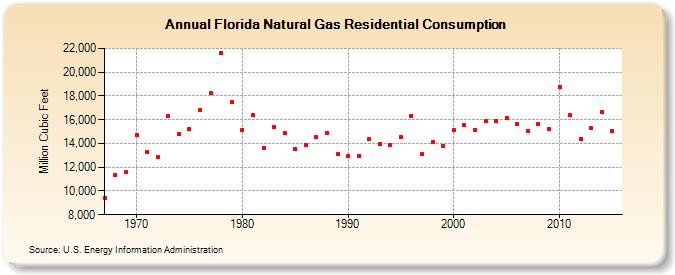 Annual Florida Natural Gas Residential Consumption
Million Cubic Feet
22,000
20,000
18,000
16,000
14,000
12,000
10,000
8,000
1970 1980 1990 2000 2010
Source: U.S. Energy Information Administration